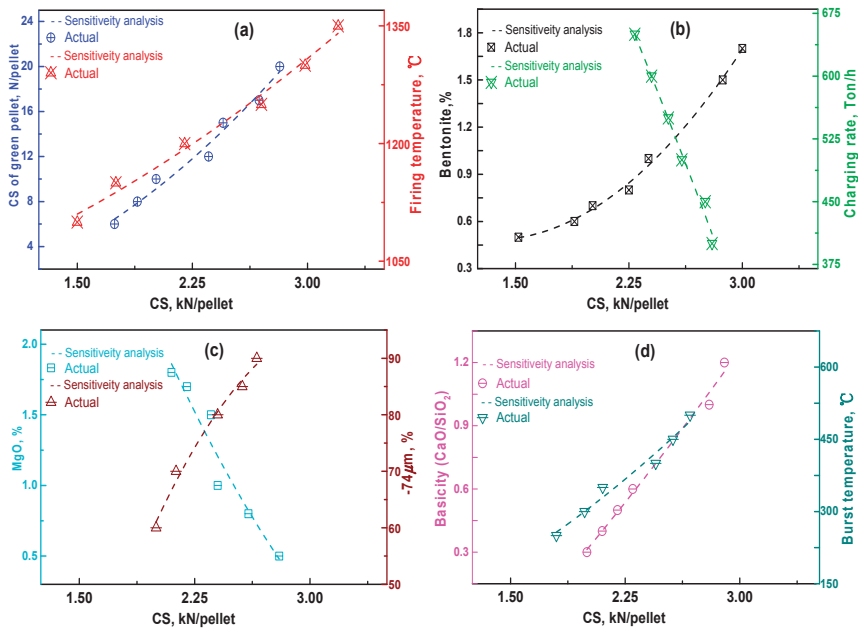 (a)
Sensitivity analysis
Actual
Sensitivity analysis
Actual
CS of green pellet, N/pellet
24
20
16
12
8
4
Firing temperature, ℃
1350
1200
1050
1.50 2.25 3.00
CS, kN/pellet
(b)
Sensitivity analysis
Actual
Sensitivity analysis
Actual
Bentonite,%
1.8
1.5
1.2
0.9
0.6
0.3
Charging rate, Ton/h
675
600
525
450
375
1.50 2.25 3.00
CS, kN/pellet
(c)
Sensitiveity analysis
Actual
Sensitivity analysis
Actual
MgO, %
2.0
1.5
1.0
0.5
-74μm, %
90
80
70
60
50
1.50 2.25 3.00
CS, kN/pellet
(d)
Sensitivity analysis
Actual
Sensitivity analysis
Actual
Basicity (CaO/SiO2)
1.2
0.9
0.6
0.3
Burst temperature, ℃
600
450
300
150
1.50 2.25 3.00
CS, kN/pellet